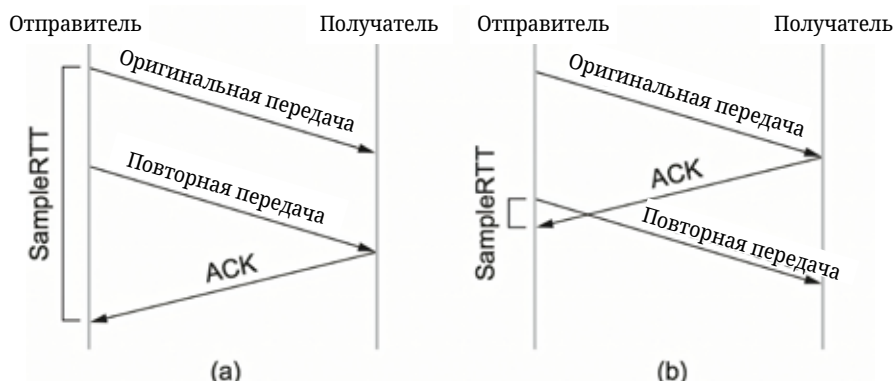 Отправитель Получатель Отправитель Получатель
Оригинальная передача
Повторная передача
ACK
SampleRTT
(a)
Оригинальная передача
ACK
Повторная передача
SampleRTT
(b)